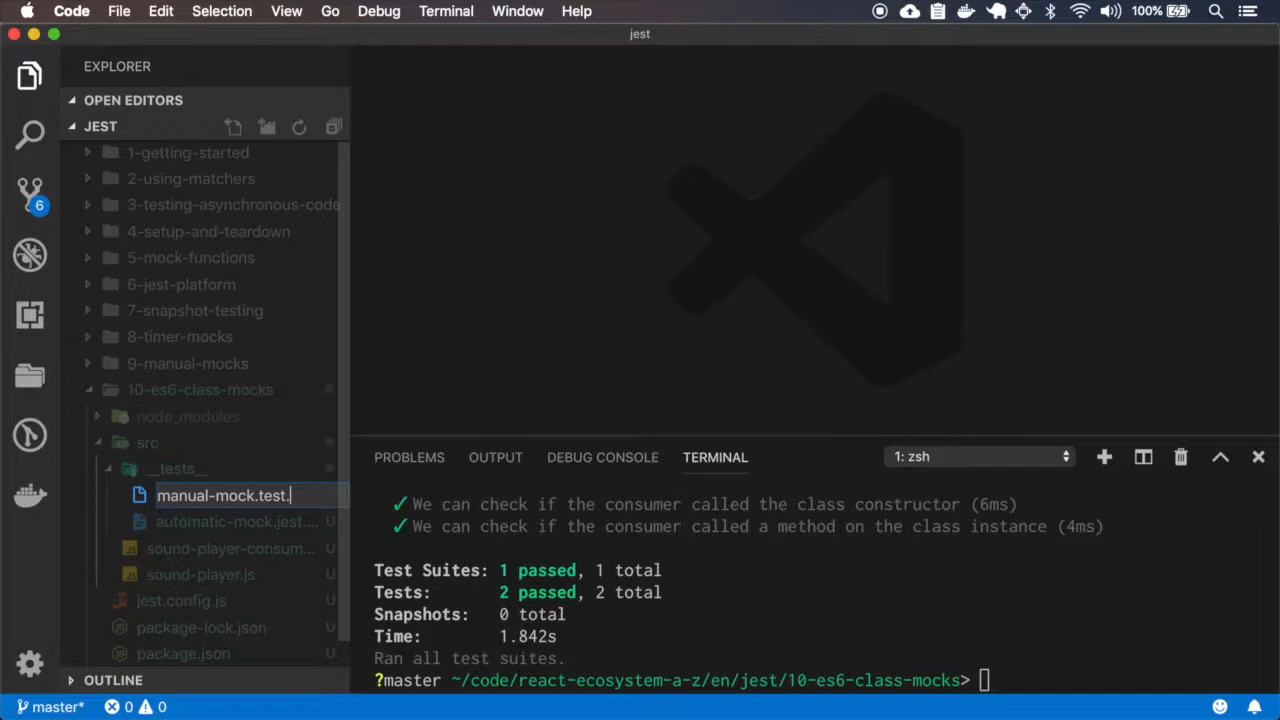 Code File Edit Selection View Go Debug Terminal Window Help 100%
jest
EXPLORER
OPEN EDITORS
JEST
1-getting-started
2-using-matchers
3-testing-asynchronous-code
4-setup-and-teardown
5-mock-functions
6-jest-platform
7-snapshot-testing
8-timer-mocks
9-manual-mocks
10-es6-class-mocks
node_modules
src
__tests__
manual-mock.test.
automatic-mock.jest.... U
JS sound-player-consum... U
JS sound-player.js U
jest.config.js U
package-lock.json U
package.json U
OUTLINE
6
PROBLEMS OUTPUT DEBUG CONSOLE TERMINAL 1: zsh
✓ We can check if the consumer called the class constructor (6ms)
✓ We can check if the consumer called a method on the class instance (4ms)
Test Suites: 1 passed, 1 total
Tests: 2 passed, 2 total
Snapshots: 0 total
Time: 1.842s
Ran all test suites.
?master ~/code/react-ecosystem-a-z/en/jest/10-es6-class-mocks>
master* 0 0